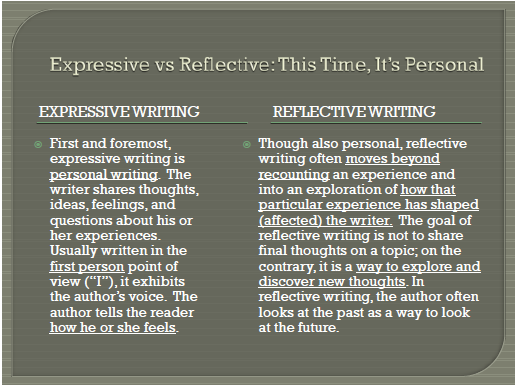 Expressive vs Reflective: This Time, It's Personal
EXPRESSIVE WRITING
First and foremost,
expressive writing is
personal writing. The
writer shares thoughts,
ideas, feelings, and
questions about his or
her experiences.
Usually written in the
first person point of
view ("I"), it exhibits
the author's voice. The
author tells the reader
how he or she feels.
REFLECTIVE WRITING
Though also personal, reflective
writing often moves beyond
recounting an experience and
into an exploration of how that
particular experience has shaped
(affected) the writer. The goal of
reflective writing is not to share
final thoughts on a topic; on the
contrary, it is a way to explore and
discover new thoughts. In
reflective writing, the author often
looks at the past as a way to look
at the future.